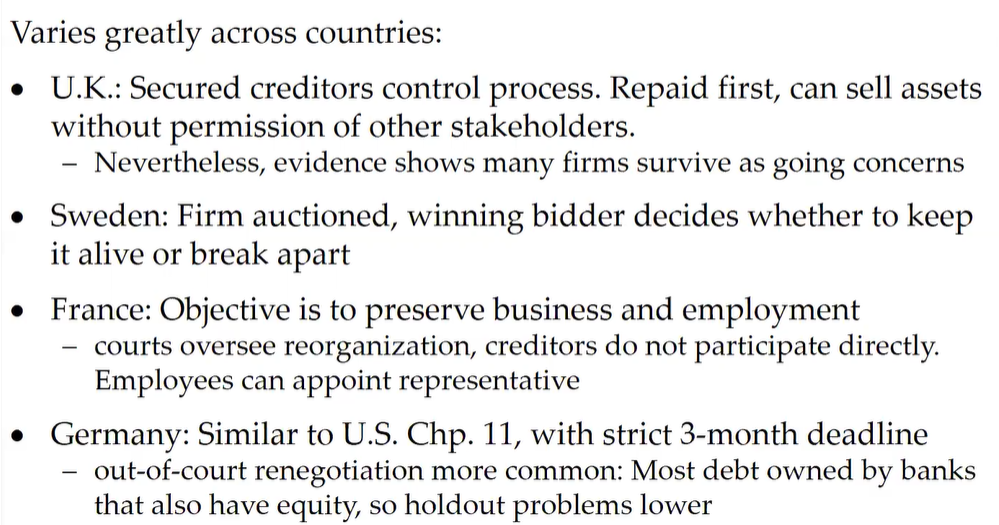 Varies greatly across countries:
• U.K.: Secured creditors control process. Repaid first, can sell assets
without permission of other stakeholders.
– Nevertheless, evidence shows many firms survive as going concerns
• Sweden: Firm auctioned, winning bidder decides whether to keep
it alive or break apart
• France: Objective is to preserve business and employment
– courts oversee reorganization, creditors do not participate directly.
Employees can appoint representative
• Germany: Similar to U.S. Chp. 11, with strict 3-month deadline
– out-of-court renegotiation more common: Most debt owned by banks
that also have equity, so holdout problems lower